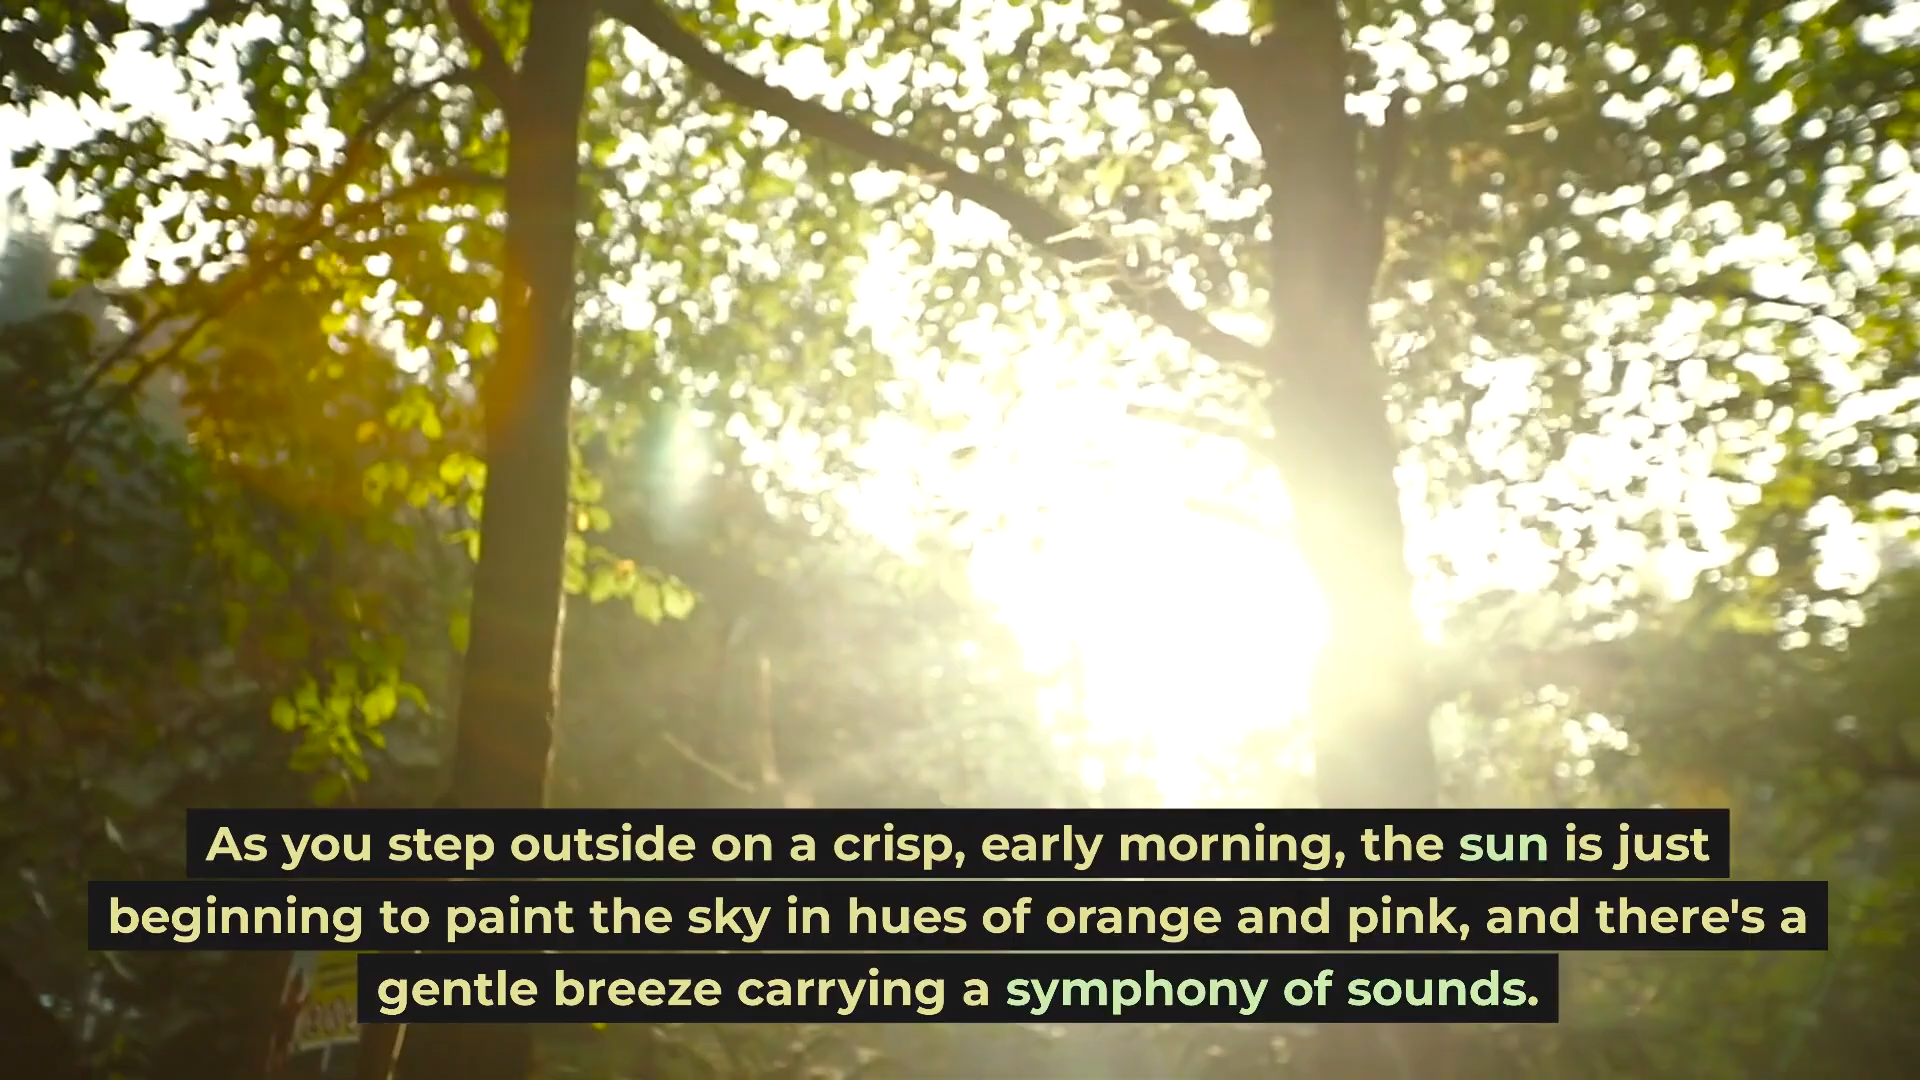 As you step outside on a crisp, early morning, the sun is just
beginning to paint the sky in hues of orange and pink, and there's a
gentle breeze carrying a symphony of sounds.